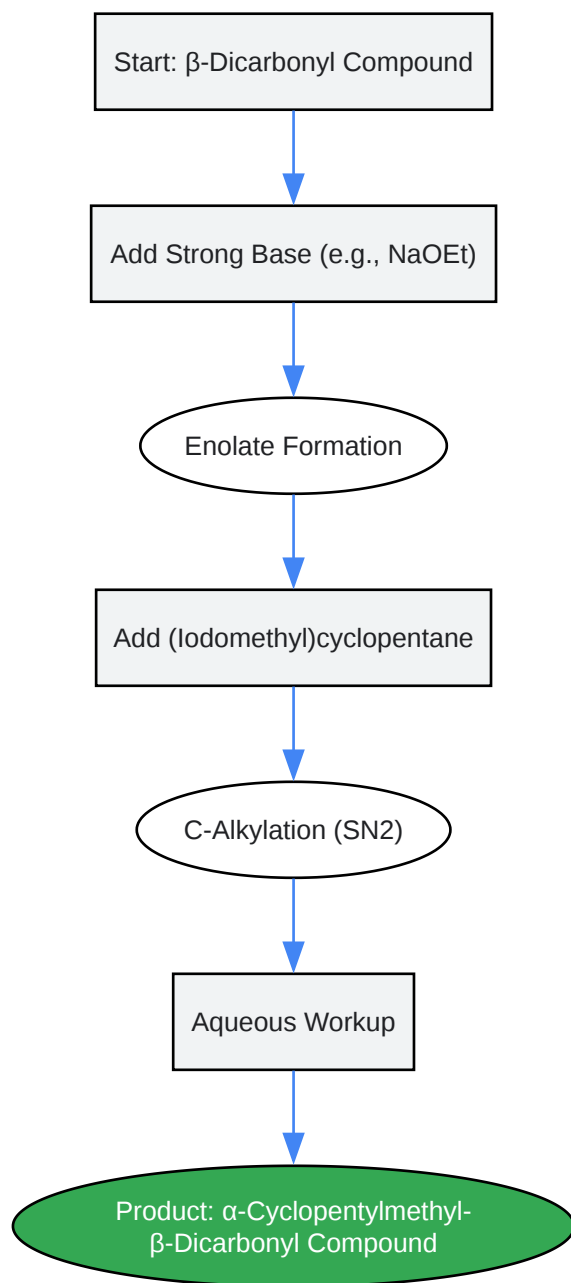 Start: β-Dicarbonyl Compound
Add Strong Base (e.g., NaOEt)
Enolate Formation
Add (Iodomethyl)cyclopentane
C-Alkylation (SN2)
Aqueous Workup
Product: α-Cyclopentylmethyl-
β-Dicarbonyl Compound